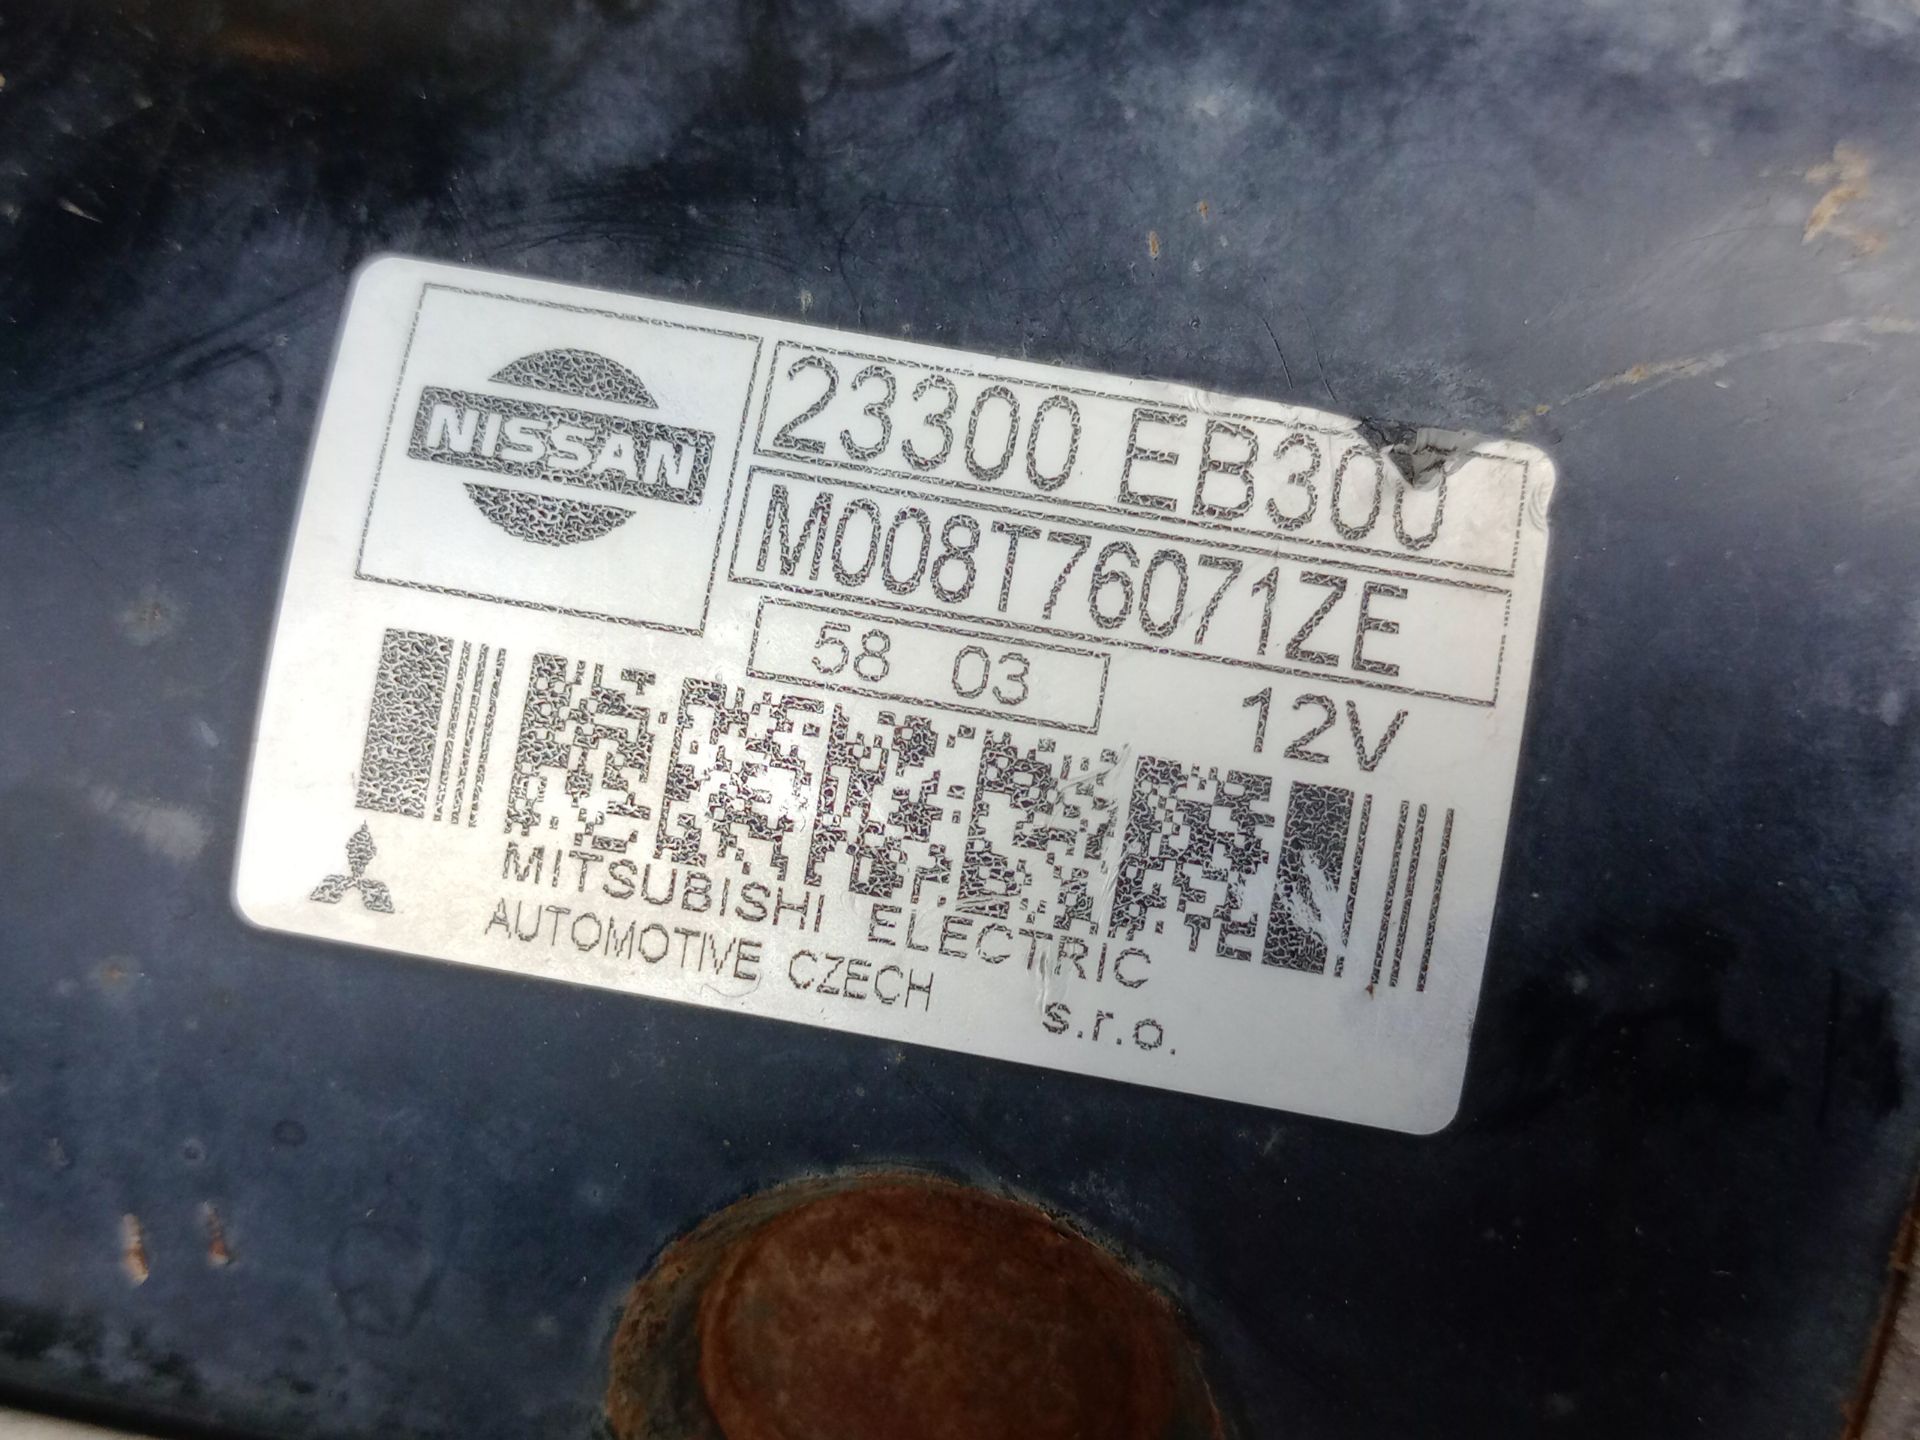 NISSAN
23300 EB300
M008T76071ZE
58 03
12V
MITSUBISHI ELECTRIC
AUTOMOTIVE CZECH s.r.o.